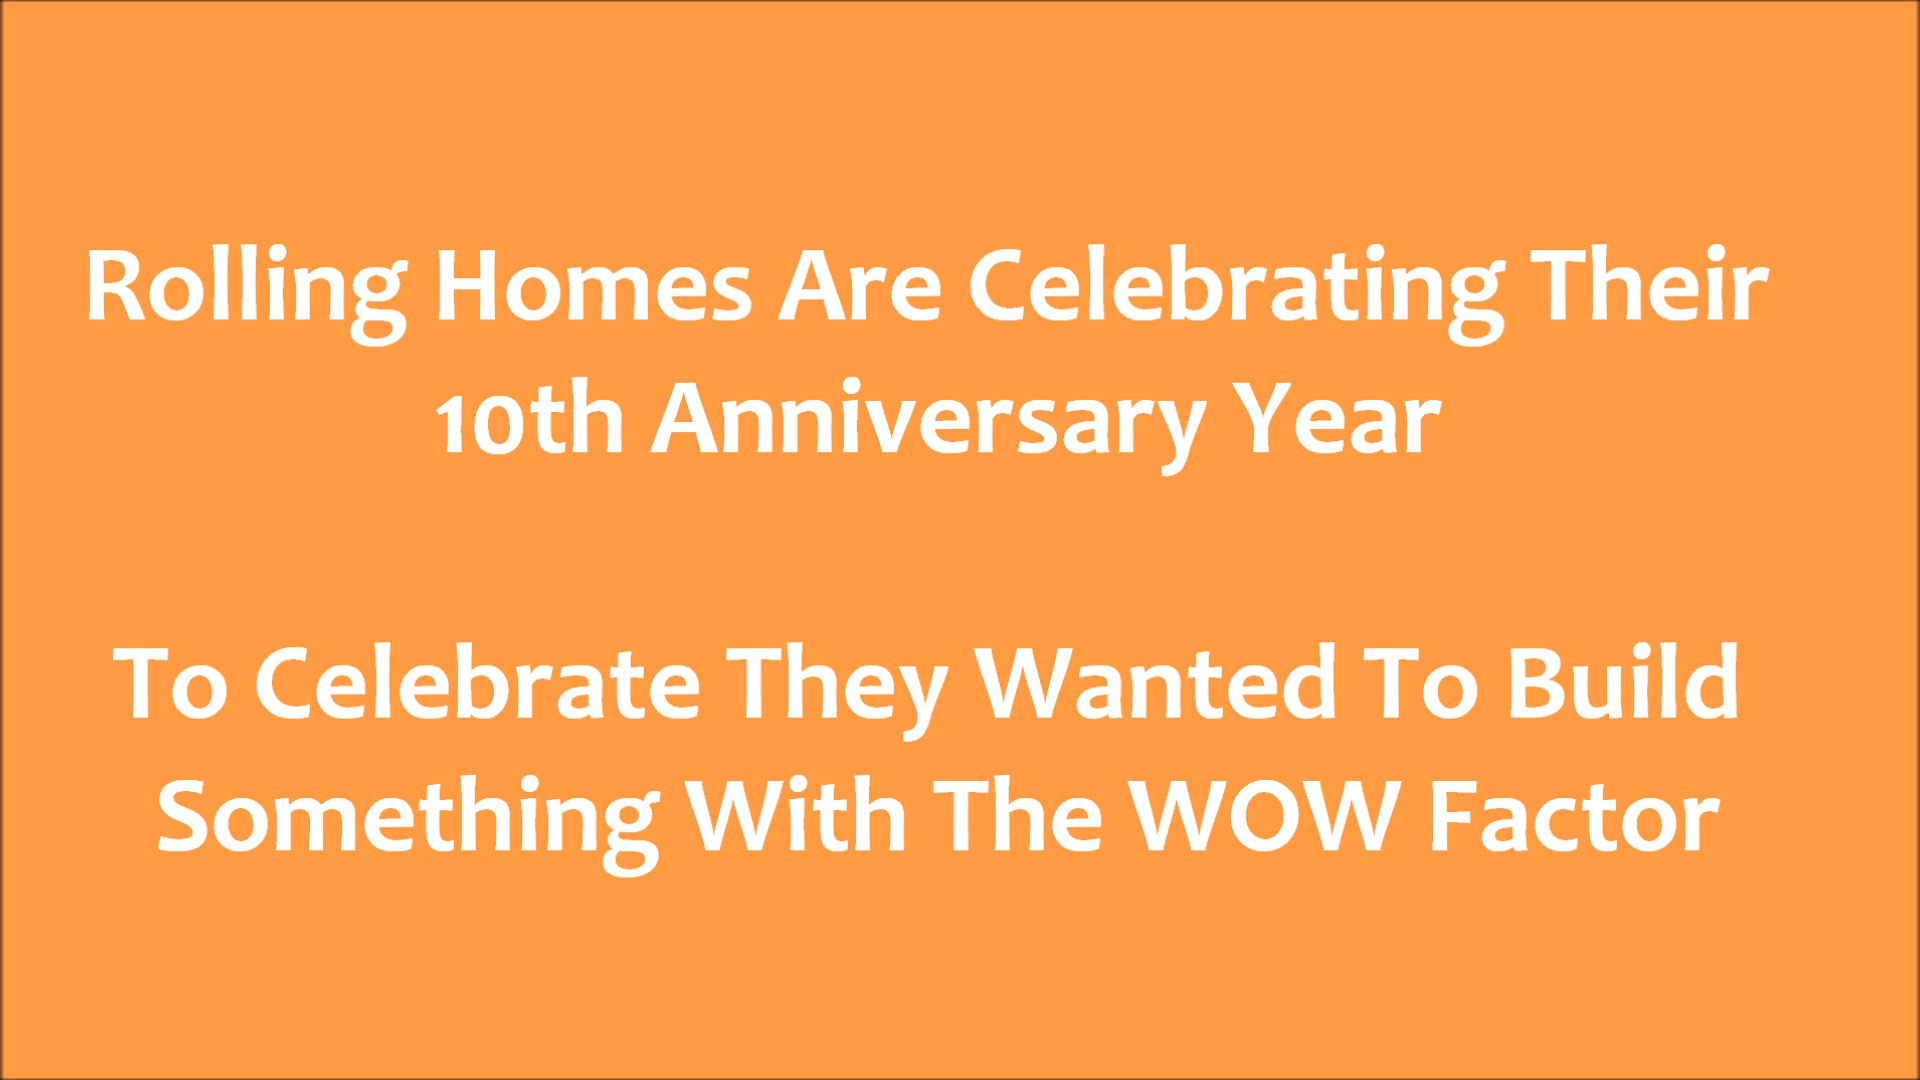 Rolling Homes Are Celebrating Their
10th Anniversary Year
To Celebrate They Wanted To Build
Something With The WOW Factor